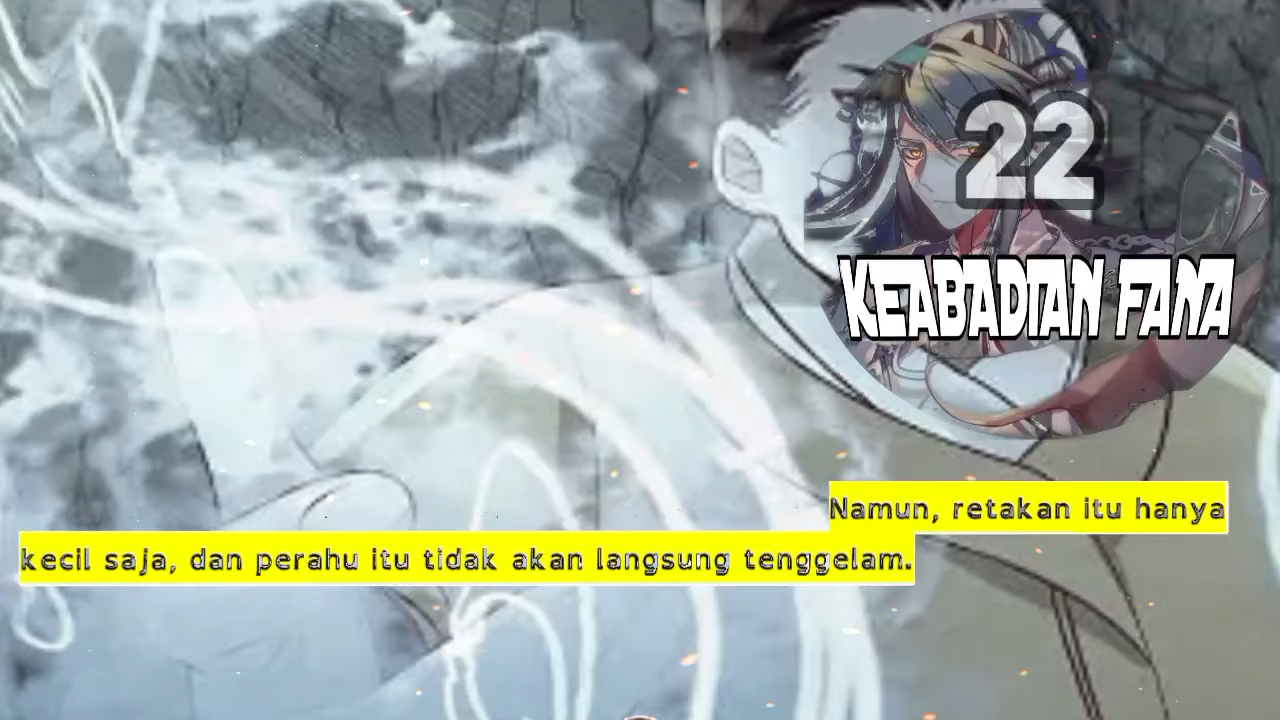 22
KEABADIAN FANA
Namun, retakan itu hanya
kecil saja, dan perahu itu tidak akan langsung tenggelam.